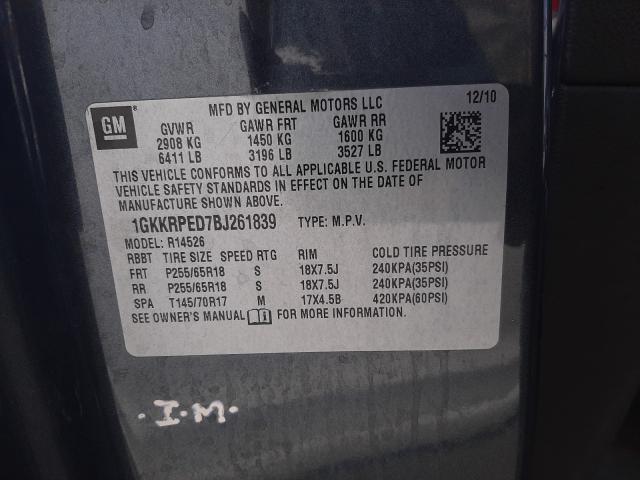 MFD BY GENERAL MOTORS LLC 12/10
GM ®
GVWR GAWR FRT GAWR RR
2908 KG 1450 KG 1600 KG
6411 LB 3196 LB 3527 LB
THIS VEHICLE CONFORMS TO ALL APPLICABLE U.S. FEDERAL MOTOR
VEHICLE SAFETY STANDARDS IN EFFECT ON THE DATE OF
MANUFACTURE SHOWN ABOVE.
1GKKRPED7BJ261839 TYPE: M.P.V.
MODEL: R14526
RBBT TIRE SIZE SPEED RTG RIM COLD TIRE PRESSURE
FRT P255/65R18 S 18X7.5J 240KPA(35PSI)
RR P255/65R18 S 18X7.5J 240KPA(35PSI)
SPA T145/70R17 M 17X4.5B 420KPA(60PSI)
SEE OWNER'S MANUAL FOR MORE INFORMATION.
·I·M·